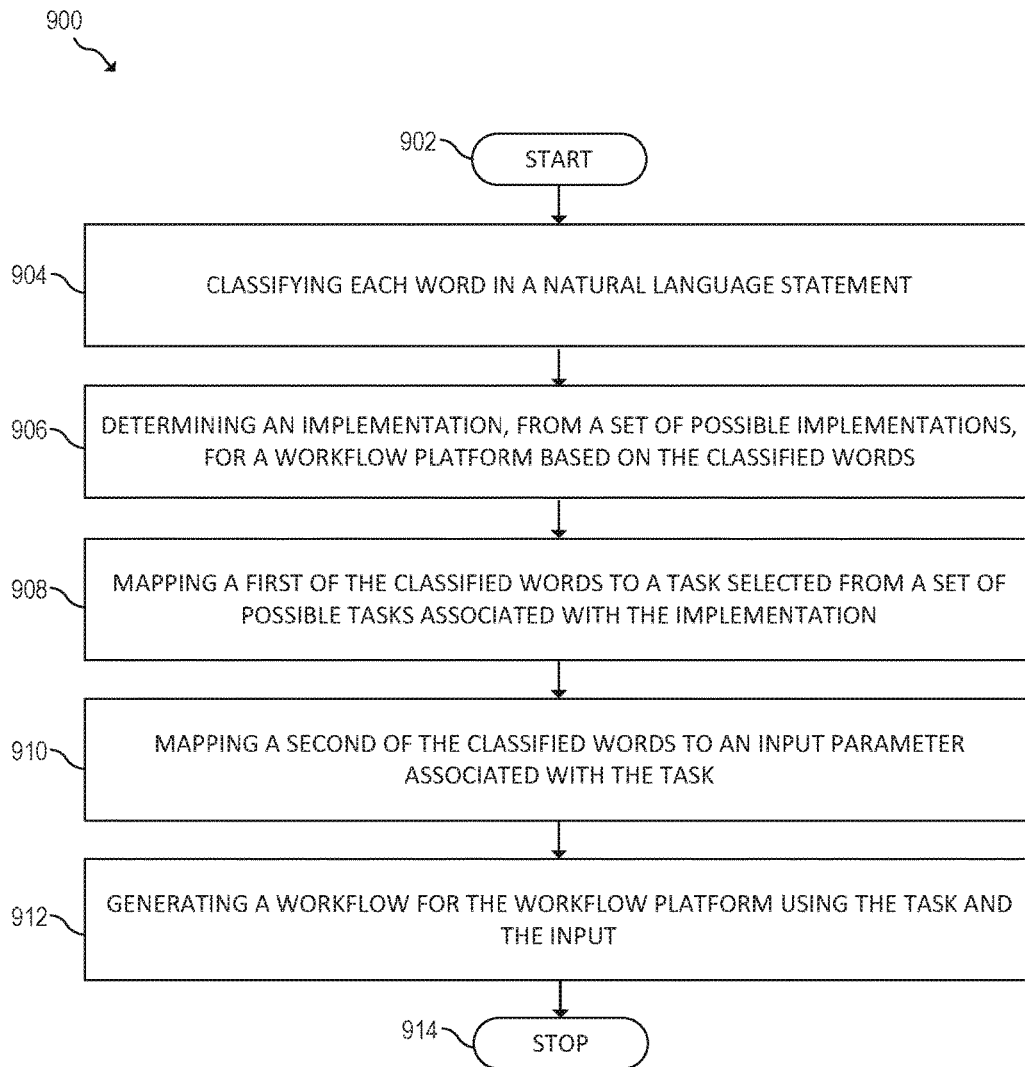 900
902
START
904
CLASSIFYING EACH WORD IN A NATURAL LANGUAGE STATEMENT
906
DETERMINING AN IMPLEMENTATION, FROM A SET OF POSSIBLE IMPLEMENTATIONS,
FOR A WORKFLOW PLATFORM BASED ON THE CLASSIFIED WORDS
908
MAPPING A FIRST OF THE CLASSIFIED WORDS TO A TASK SELECTED FROM A SET OF
POSSIBLE TASKS ASSOCIATED WITH THE IMPLEMENTATION
910
MAPPING A SECOND OF THE CLASSIFIED WORDS TO AN INPUT PARAMETER
ASSOCIATED WITH THE TASK
912
GENERATING A WORKFLOW FOR THE WORKFLOW PLATFORM USING THE TASK AND
THE INPUT
914
STOP